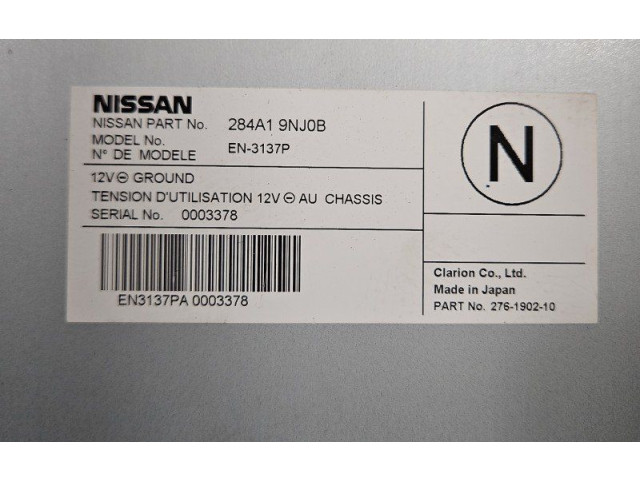 NISSAN
NISSAN PART No. 284A1 9NJ0B
MODEL No.
N° DE MODELE EN-3137P
12V ⊖ GROUND
TENSION D'UTILISATION 12V ⊖ AU CHASSIS
SERIAL No. 0003378
EN3137PA 0003378
N
Clarion Co., Ltd.
Made in Japan
PART No. 276-1902-10